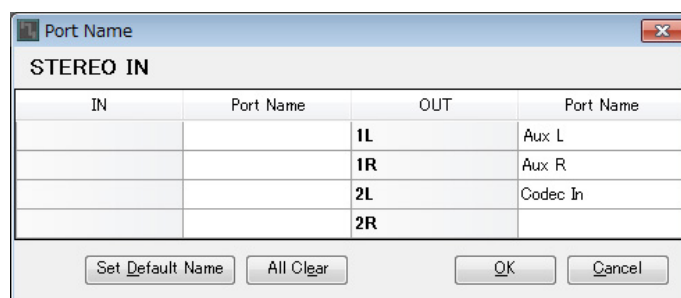 Port Name
STEREO IN
IN Port Name OUT Port Name
1L Aux L
1R Aux R
2L Codec In
2R
Set Default Name All Clear OK Cancel